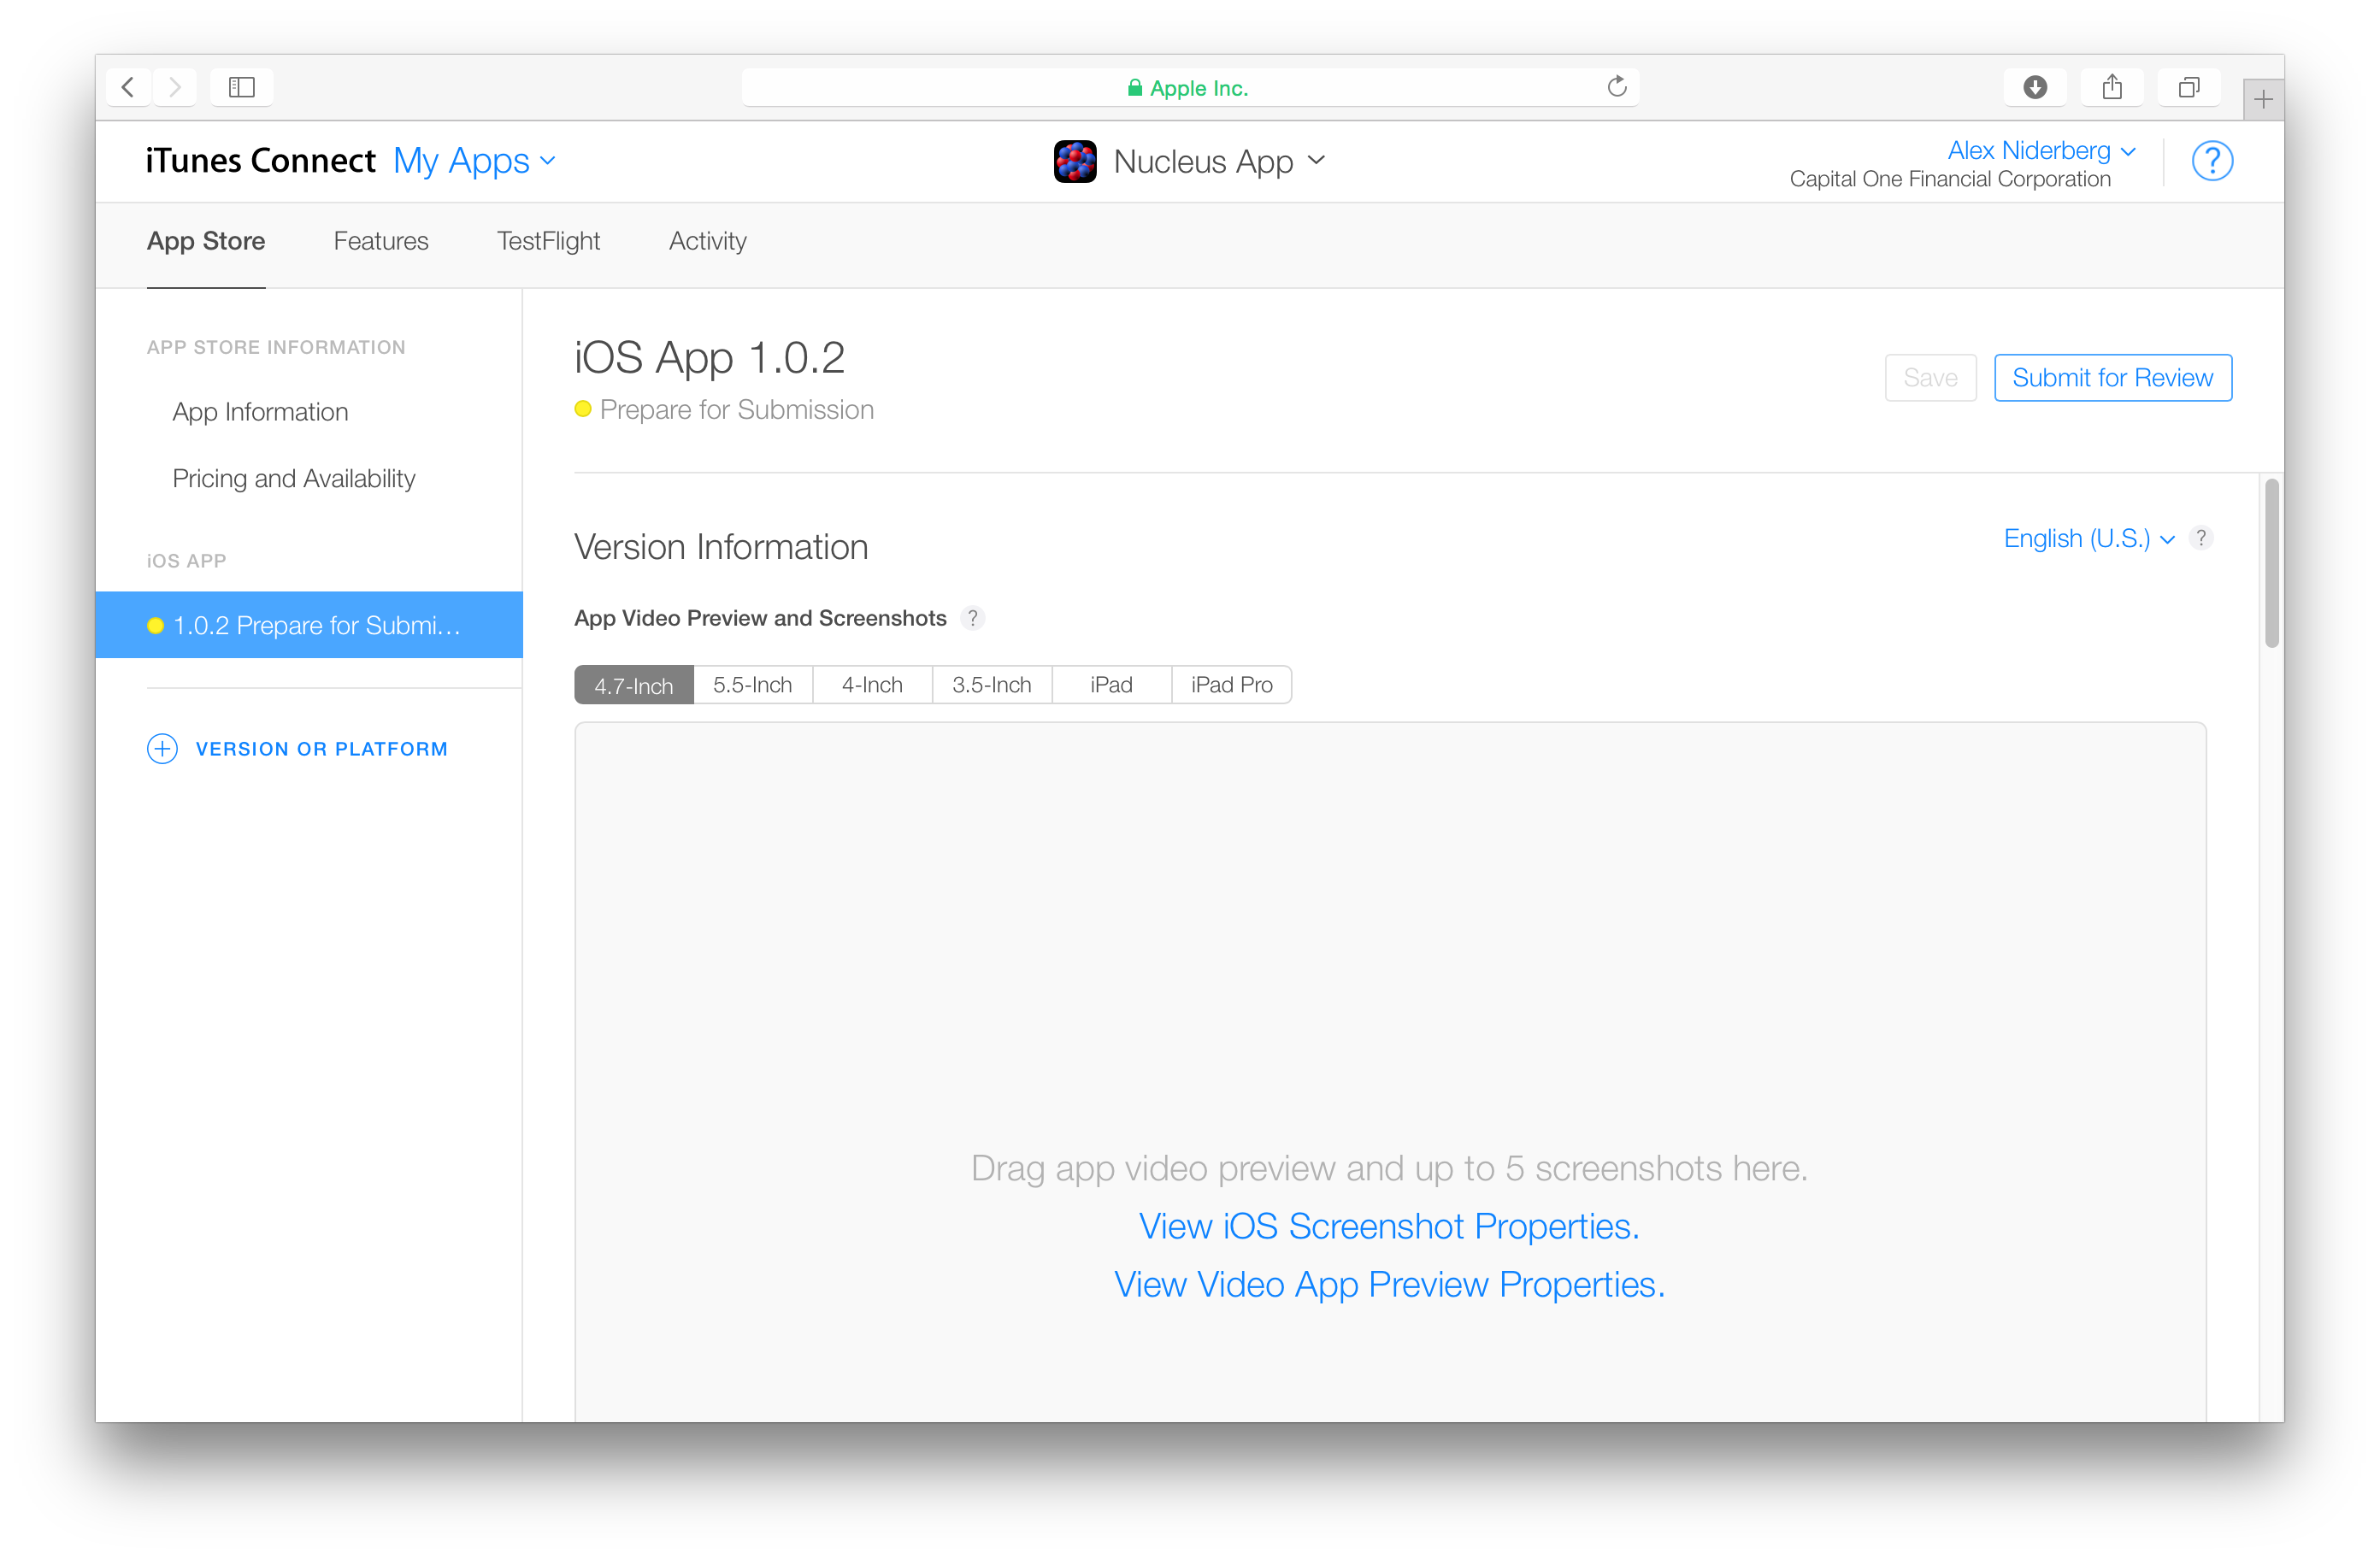 Apple Inc.
iTunes Connect My Apps
Nucleus App
Alex Niderberg
Capital One Financial Corporation
?
App Store Features TestFlight Activity
APP STORE INFORMATION
App Information
Pricing and Availability
iOS APP
1.0.2 Prepare for Submi...
VERSION OR PLATFORM
iOS App 1.0.2
Prepare for Submission
Save Submit for Review
Version Information
English (U.S.) ?
App Video Preview and Screenshots ?
4.7-Inch 5.5-Inch 4-Inch 3.5-Inch iPad iPad Pro
Drag app video preview and up to 5 screenshots here.
View iOS Screenshot Properties.
View Video App Preview Properties.